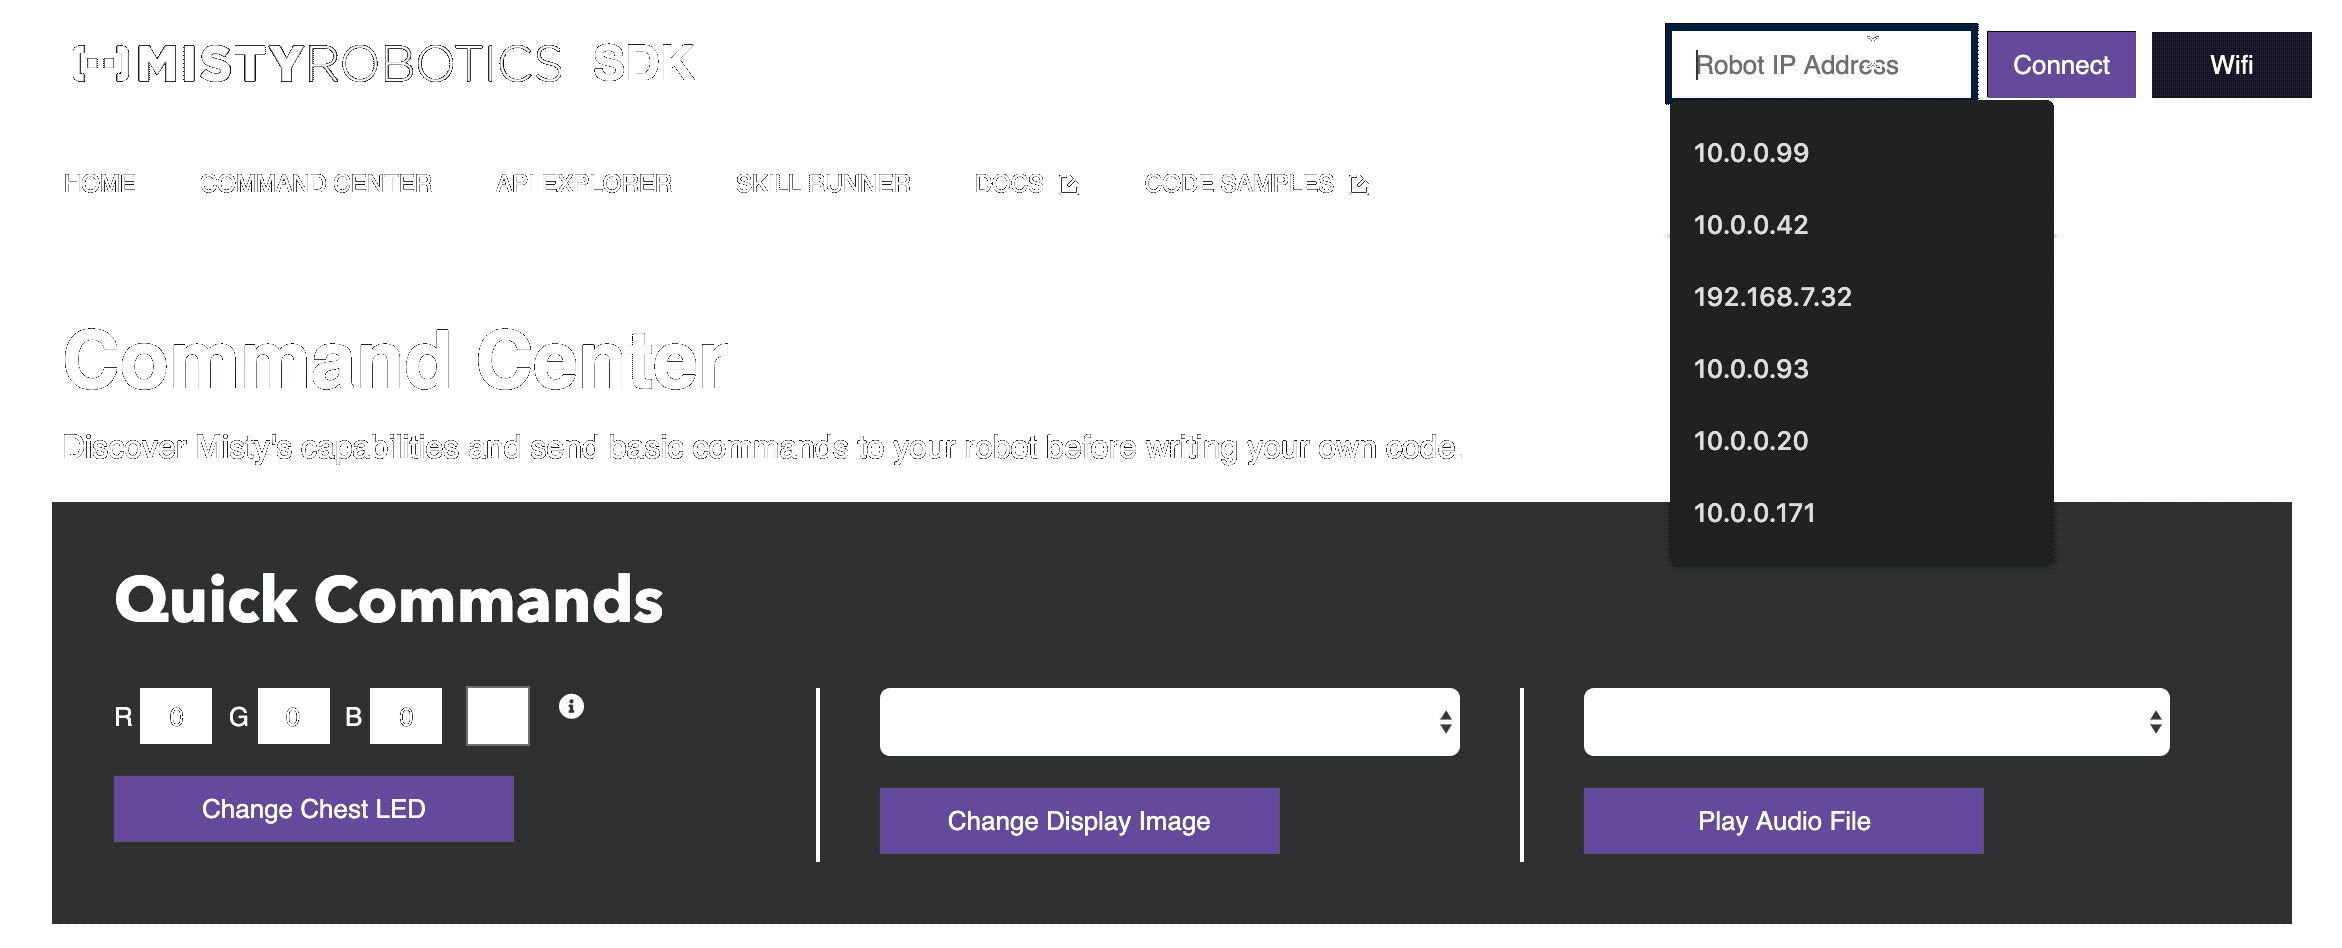 MISTYROBOTICS SDK
Robot IP Address
Connect
Wifi
HOME
COMMAND CENTER
API EXPLORER
SKILL RUNNER
DOCS
CODE SAMPLES
10.0.0.99
10.0.0.42
192.168.7.32
10.0.0.93
10.0.0.20
10.0.0.171
Command Center
Discover Misty's capabilities and send basic commands to your robot before writing your own code.
Quick Commands
R 0 G 0 B 0
Change Chest LED
Change Display Image
Play Audio File